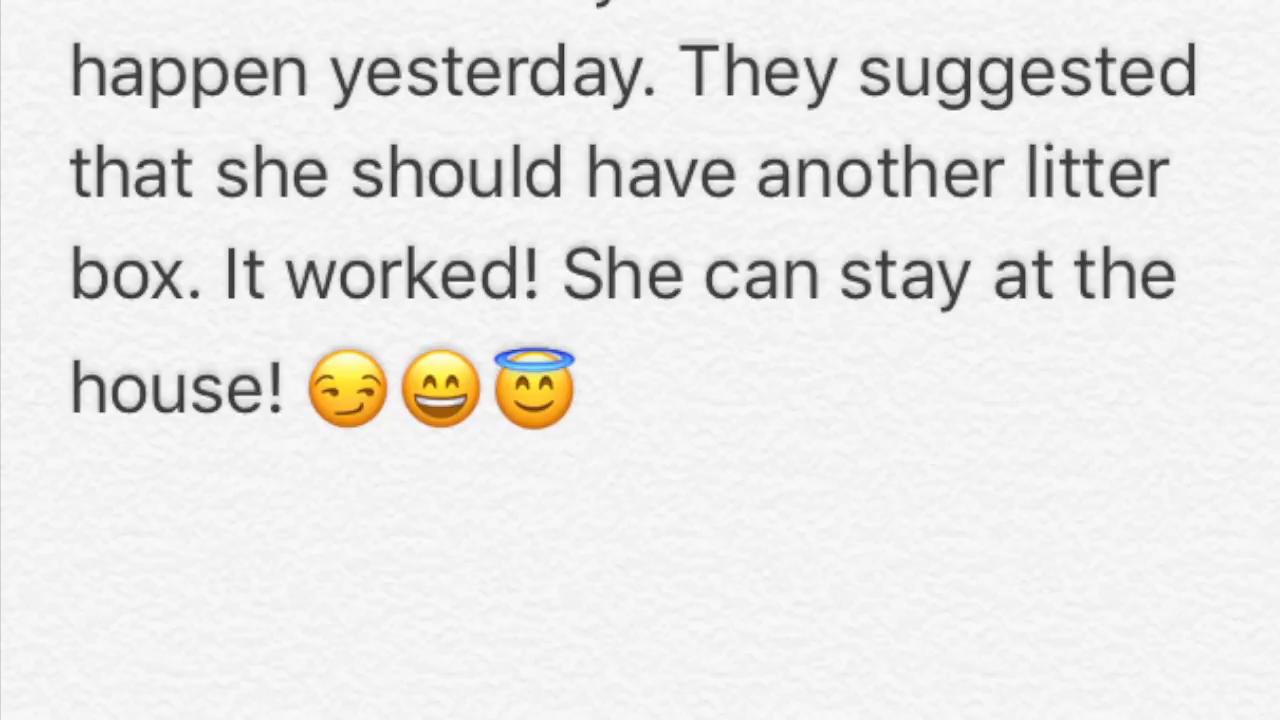 happen yesterday. They suggested
that she should have another litter
box. It worked! She can stay at the
house! 😏😄😇